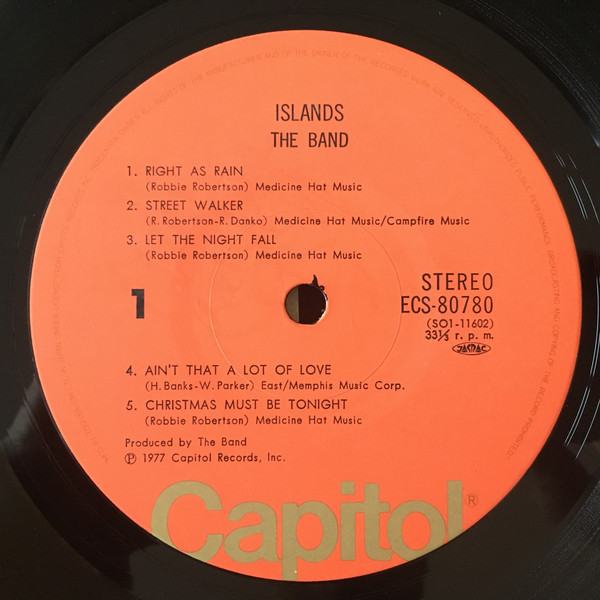 ISLANDS
THE BAND
1. RIGHT AS RAIN
(Robbie Robertson) Medicine Hat Music
2. STREET WALKER
(R. Robertson-R. Danko) Medicine Hat Music/Campfire Music
3. LET THE NIGHT FALL
(Robbie Robertson) Medicine Hat Music
1
STEREO
ECS-80780
(SO1-11602)
33⅓ r. p. m.
JASRAC
4. AIN'T THAT A LOT OF LOVE
(H. Banks-W. Parker) East/Memphis Music Corp.
5. CHRISTMAS MUST BE TONIGHT
(Robbie Robertson) Medicine Hat Music
Produced by The Band
℗ 1977 Capitol Records, Inc.
Capitol®